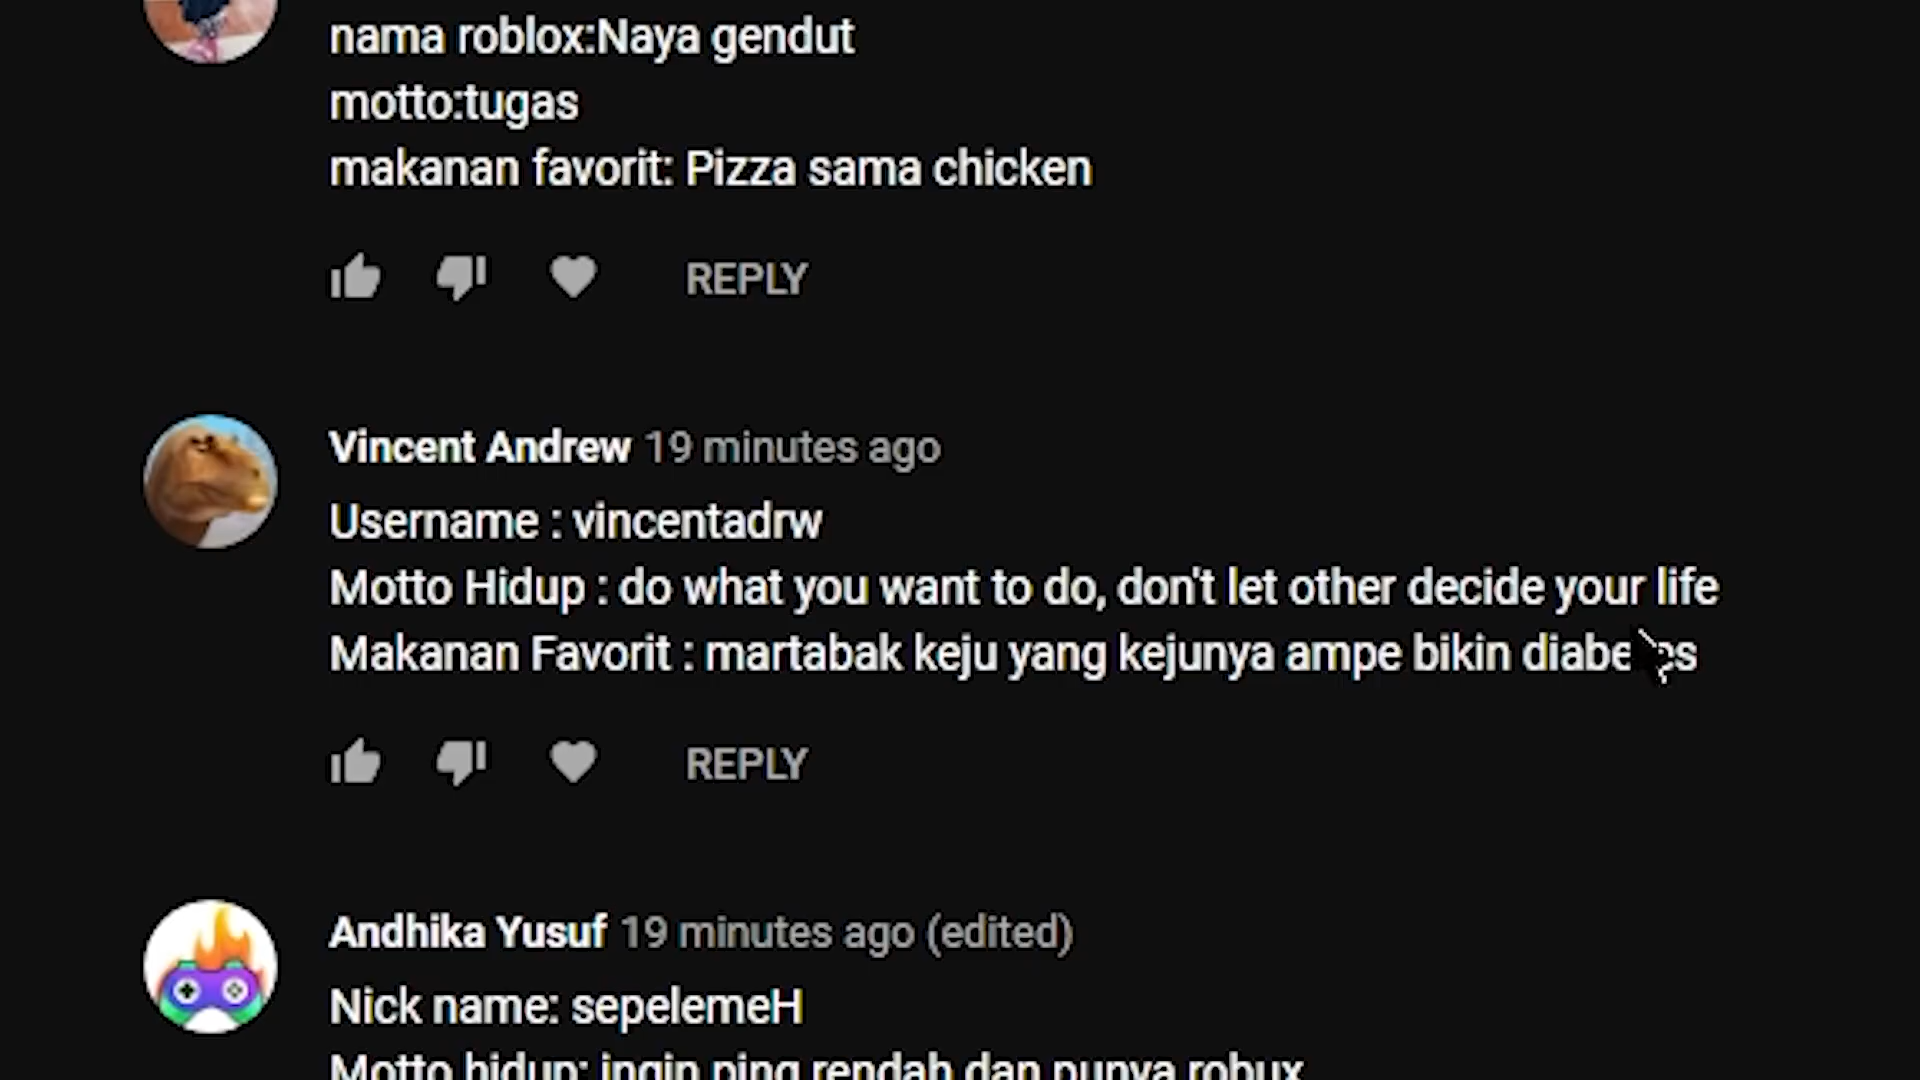 nama roblox:Naya gendut
motto:tugas
makanan favorit: Pizza sama chicken
REPLY
Vincent Andrew 19 minutes ago
Username : vincentadrw
Motto Hidup : do what you want to do, don't let other decide your life
Makanan Favorit : martabak keju yang kejunya ampe bikin
REPLY
Andhika Yusuf 19 minutes ago (edited)
Nick name: sepelemeH
Motto hidup: ingin ping rendah dan punya robux